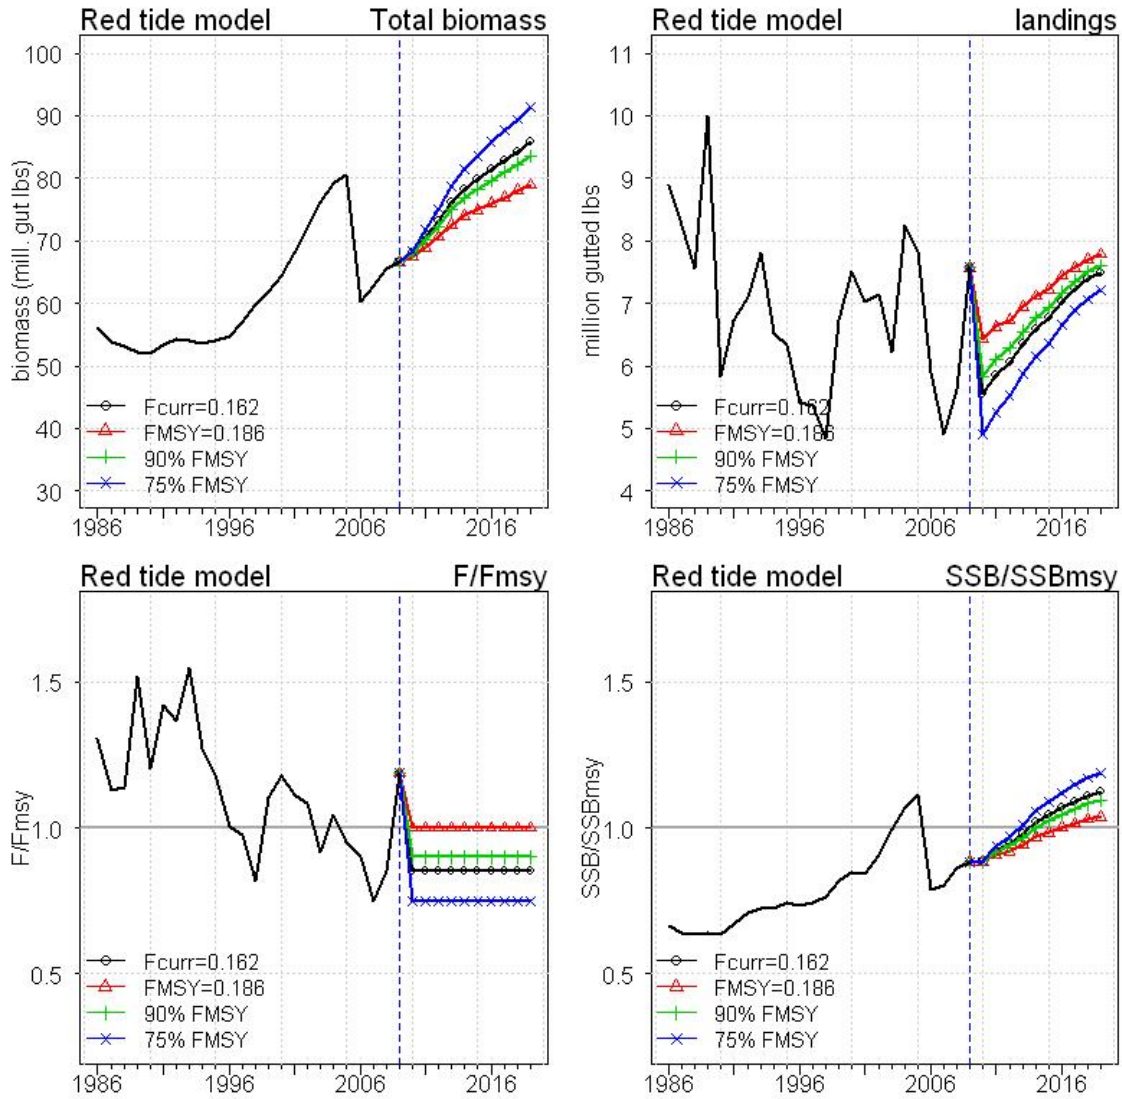 Red tide model Total biomass
100
90
80
70
60
50
40
30
biomass (mill. gut lbs)
Fcurr=0.162
FMSY=0.186
90% FMSY
75% FMSY
1986 1996 2006 2016
Red tide model landings
11
10
9
8
7
6
5
4
million gutted lbs
Fcurr=0.162
FMSY=0.186
90% FMSY
75% FMSY
1986 1996 2006 2016
Red tide model F/Fmsy
1.5
1.0
0.5
F/Fmsy
Fcurr=0.162
FMSY=0.186
90% FMSY
75% FMSY
1986 1996 2006 2016
Red tide model SSB/SSBmsy
1.5
1.0
0.5
SSB/SSBmsy
Fcurr=0.162
FMSY=0.186
90% FMSY
75% FMSY
1986 1996 2006 2016